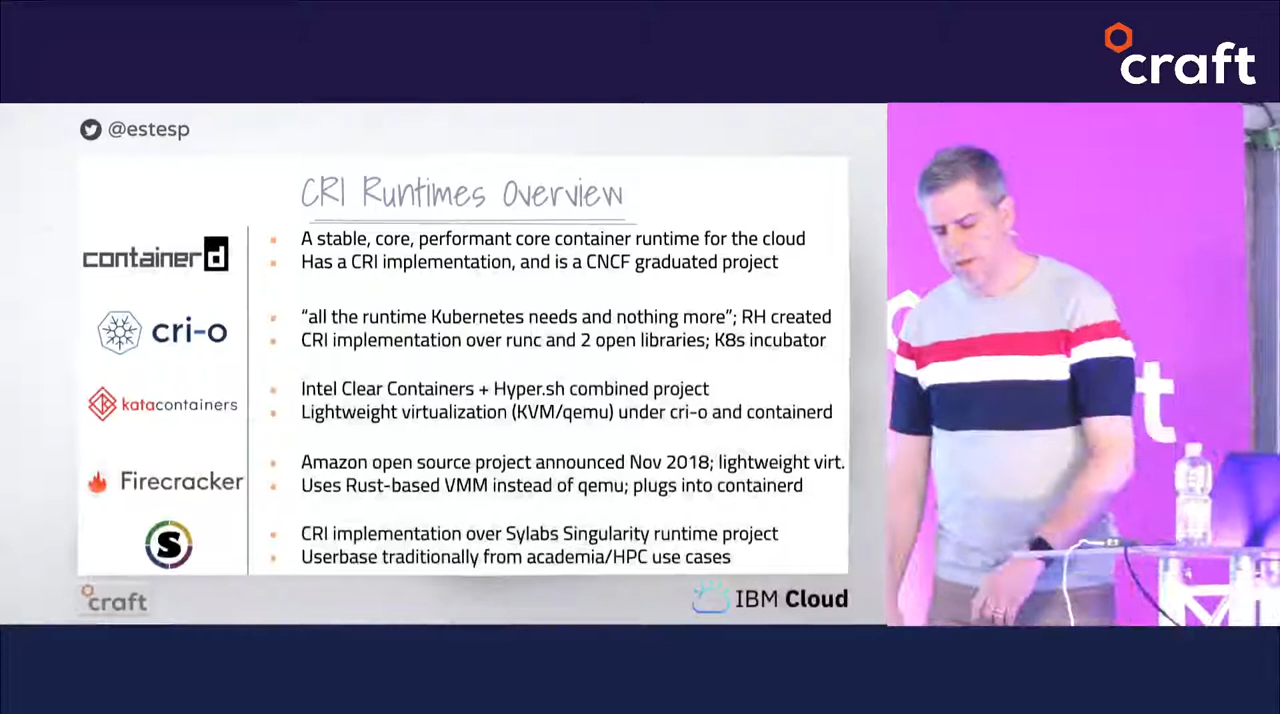 craft
@estesp
CRI Runtimes Overview
containerd
A stable, core, performant core container runtime for the cloud
Has a CRI implementation, and is a CNCF graduated project
cri-o
“all the runtime Kubernetes needs and nothing more”; RH created
CRI implementation over runc and 2 open libraries; K8s incubator
katacontainers
Intel Clear Containers + Hyper.sh combined project
Lightweight virtualization (KVM/qemu) under cri-o and containerd
Firecracker
Amazon open source project announced Nov 2018; lightweight virt.
Uses Rust-based VMM instead of qemu; plugs into containerd
S
CRI implementation over Sylabs Singularity runtime project
Userbase traditionally from academia/HPC use cases
craft
IBM Cloud